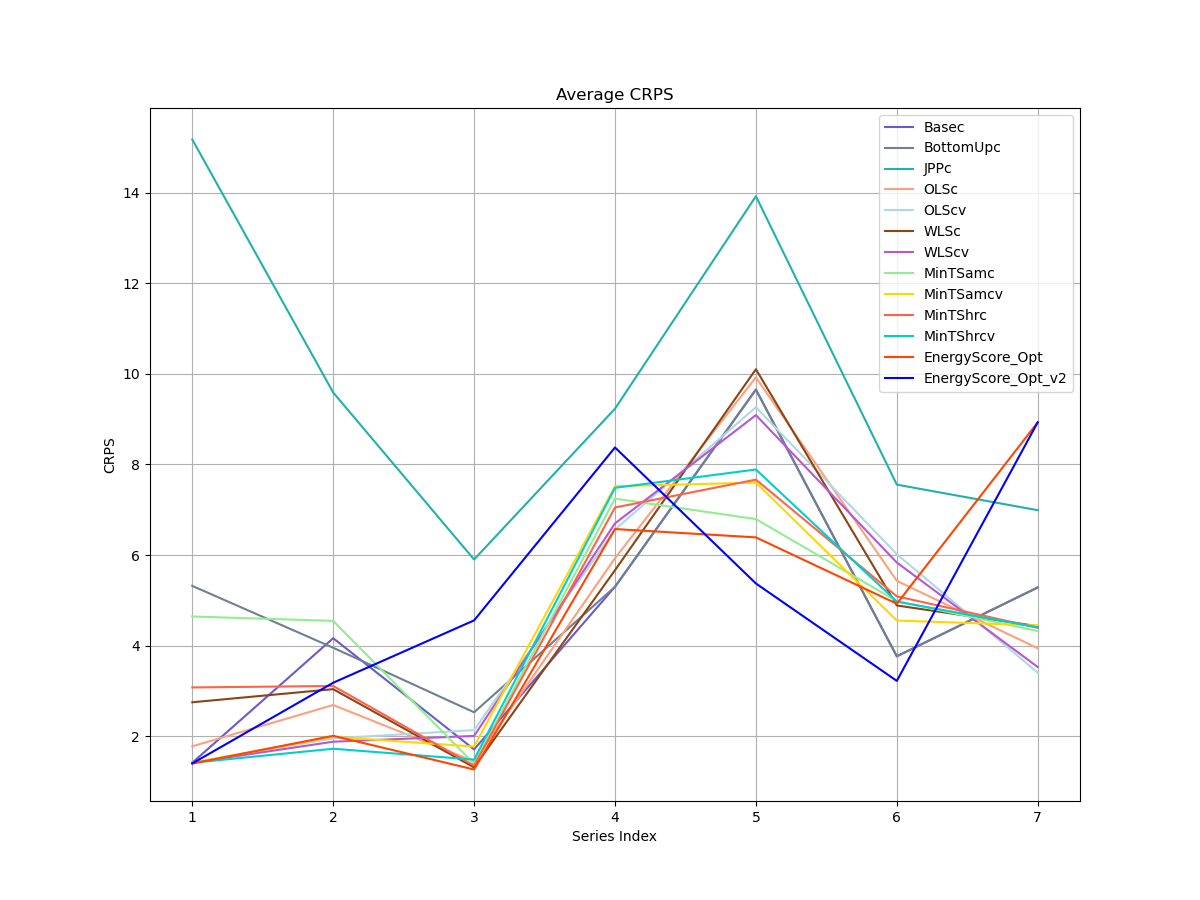 Average CRPS
14
12
10
8
6
4
2
CRPS
1 2 3 4 5 6 7
Series Index
Basec
BottomUpc
JPPc
OLSc
OLScv
WLSc
WLScv
MinTSamc
MinTSamcv
MinTShrc
MinTShrcv
EnergyScore_Opt
EnergyScore_Opt_v2